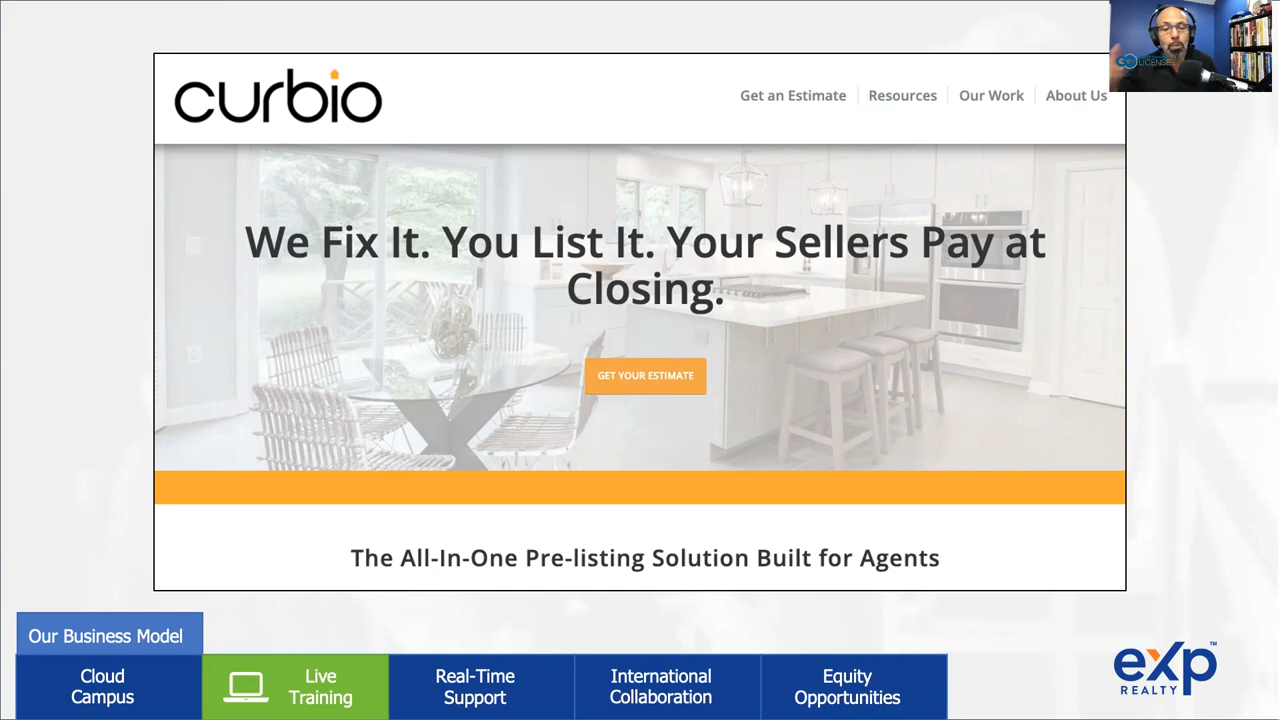 curbio
Get an Estimate
Resources
Our Work
About Us
GO
LICENSE
We Fix It. You List It. Your Sellers Pay at
Closing.
GET YOUR ESTIMATE
The All-In-One Pre-listing Solution Built for Agents
Our Business Model
Cloud
Campus
Live
Training
Real-Time
Support
International
Collaboration
Equity
Opportunities
eXp
REALTY